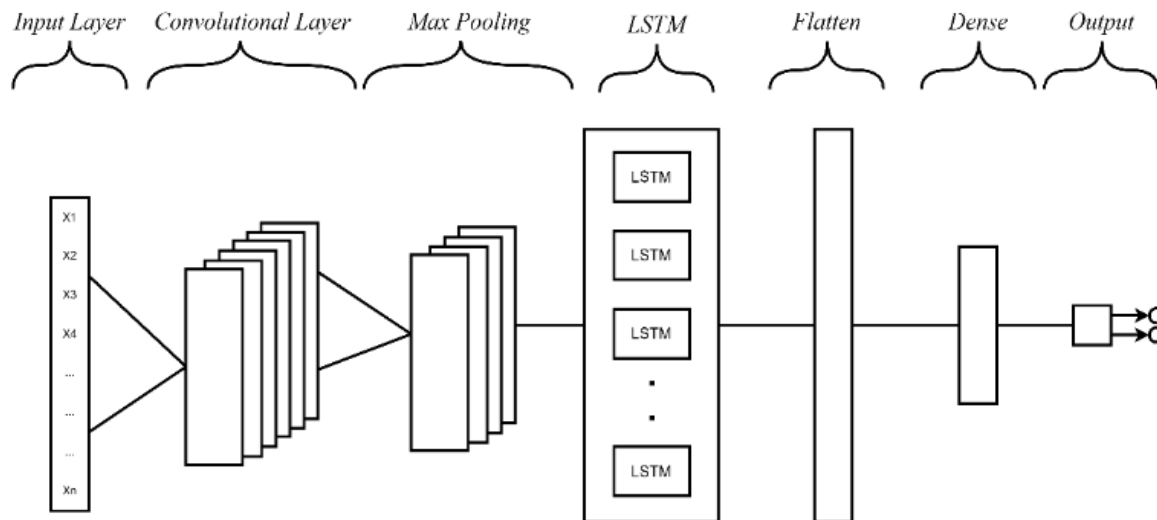 Input Layer
Convolutional Layer
Max Pooling
LSTM
Flatten
Dense
Output
X1
X2
X3
X4
...
...
...
Xn
LSTM
LSTM
LSTM
LSTM